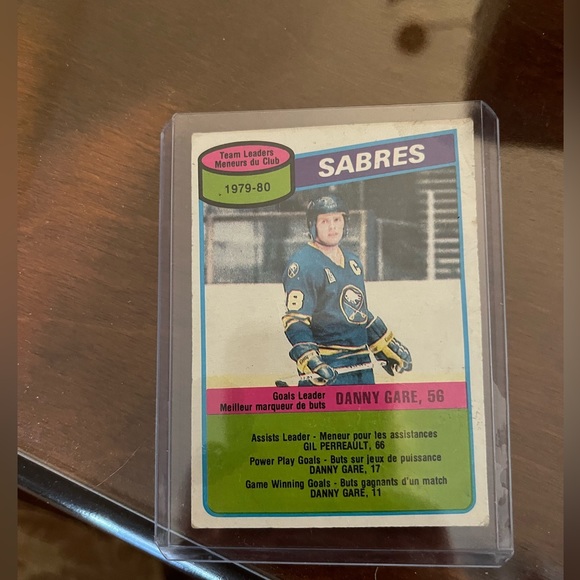 Team Leaders
Meneurs du Club
1979-80
SABRES
8
C
Goals Leader
Meilleur marqueur de buts
DANNY GARE, 56
Assists Leader - Meneur pour les assistances
GIL PERREAULT, 66
Power Play Goals - Buts sur jeux de puissance
DANNY GARE, 17
Game Winning Goals - Buts gagnants d'un match
DANNY GARE, 11